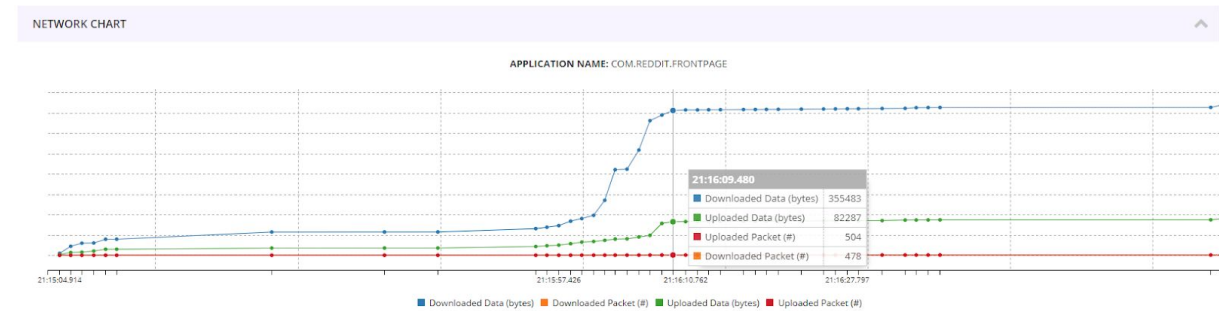 NETWORK CHART
APPLICATION NAME: COM.REDDIT.FRONTPAGE
21:16:09.480
Downloaded Data (bytes) 355483
Uploaded Data (bytes) 82287
Uploaded Packet (#) 504
Downloaded Packet (#) 478
21:15:04.914 21:15:57.426 21:16:10.762 21:16:27.797
Downloaded Data (bytes) Downloaded Packet (#) Uploaded Data (bytes) Uploaded Packet (#)